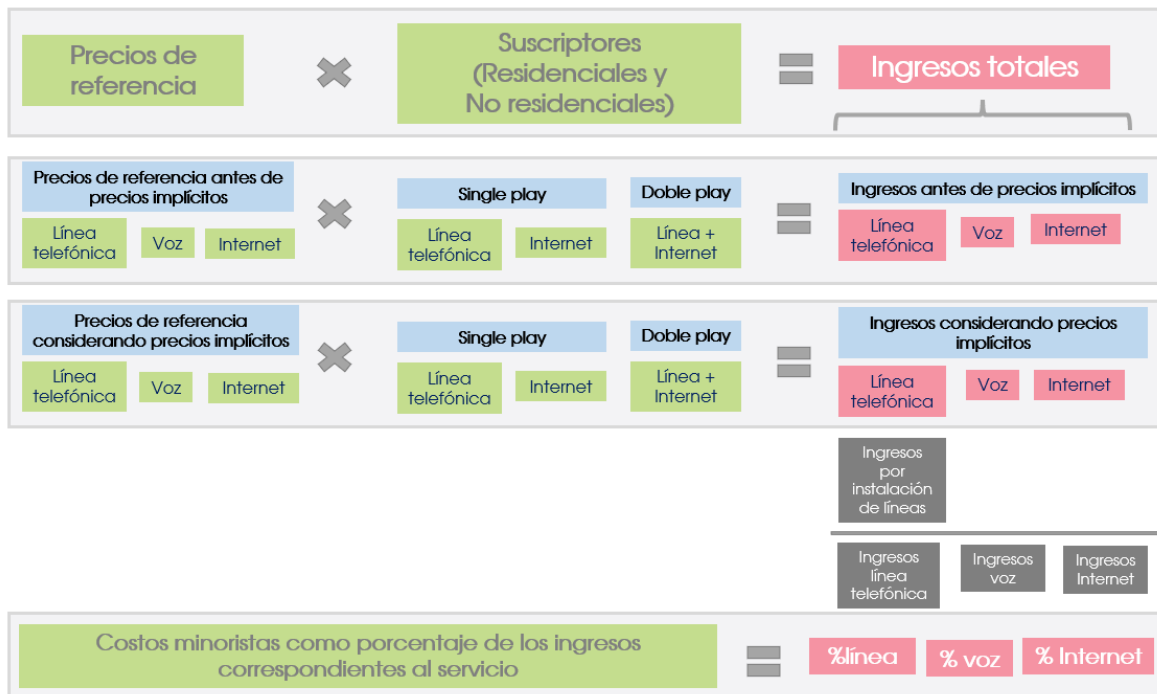 Precios de
referencia
Suscriptores
(Residenciales y
No residenciales)
Ingresos totales
Precios de referencia antes de
precios implícitos
Línea
telefónica
Voz
Internet
Single play
Línea
telefónica
Internet
Doble play
Línea +
Internet
Ingresos antes de precios implícitos
Línea
telefónica
Voz
Internet
Precios de referencia
considerando precios implícitos
Línea
telefónica
Voz
Internet
Single play
Línea
telefónica
Internet
Doble play
Línea +
Internet
Ingresos considerando precios
implícitos
Línea
telefónica
Voz
Internet
Ingresos
por
instalación
de líneas
Ingresos
línea
telefónica
Ingresos
voz
Ingresos
Internet
Costos minoristas como porcentaje de los ingresos
correspondientes al servicio
%línea
% voz
% Internet